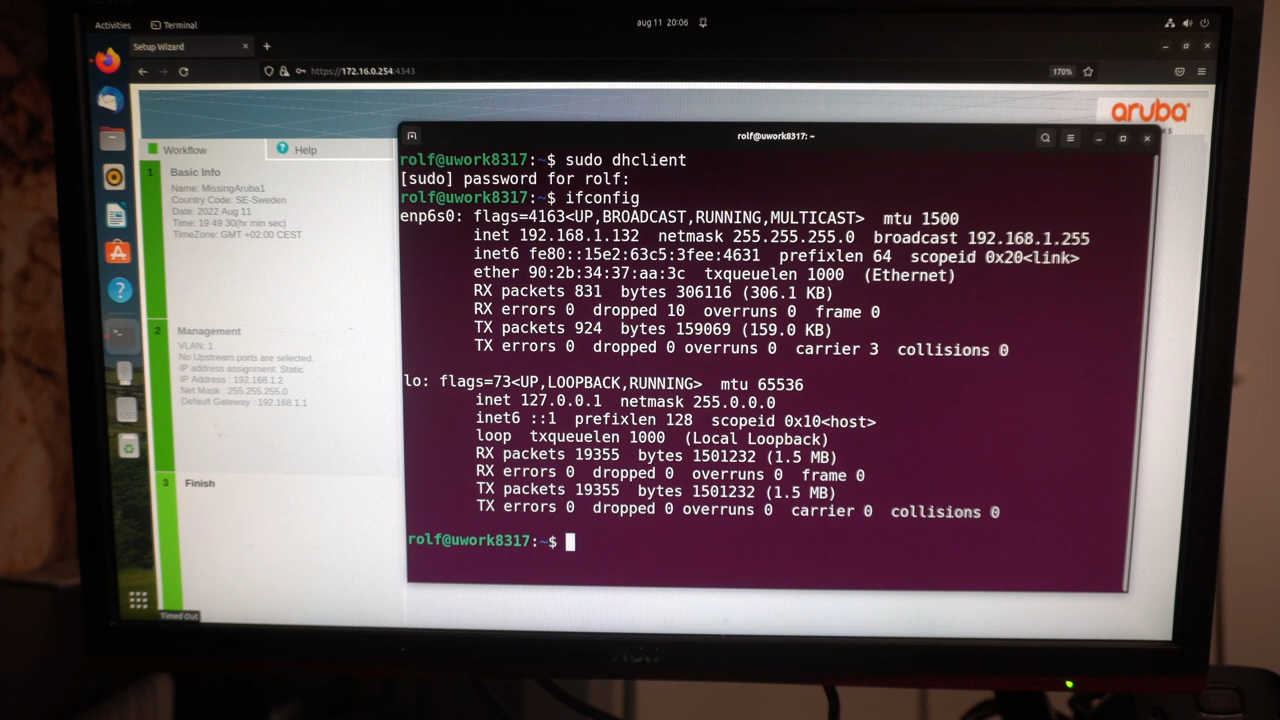 Activities
Terminal
aug 11 20:06
Setup Wizard
https://172.16.0.254:4343
170%
aruba
Workflow
Help
1
Basic Info
Name: MissingAruba1
Country Code: SE-Sweden
Date: 2022 Aug 11
Time: 19 49 30(hr min sec)
TimeZone: GMT +02:00 CEST
2
Management
VLAN: 1
No Upstream ports are selected.
IP address assignment: Static
IP Address : 192.168.1.2
Net Mask : 255.255.255.0
Default Gateway : 192.168.1.1
3
Finish
Timed Out
rolf@uwork8317: ~
rolf@uwork8317:~$ sudo dhclient
[sudo] password for rolf:
rolf@uwork8317:~$ ifconfig
enp6s0: flags=4163<UP,BROADCAST,RUNNING,MULTICAST> mtu 1500
inet 192.168.1.132 netmask 255.255.255.0 broadcast 192.168.1.255
inet6 fe80::15e2:63c5:3fee:4631 prefixlen 64 scopeid 0x20<link>
ether 90:2b:34:37:aa:3c txqueuelen 1000 (Ethernet)
RX packets 831 bytes 306116 (306.1 KB)
RX errors 0 dropped 10 overruns 0 frame 0
TX packets 924 bytes 159069 (159.0 KB)
TX errors 0 dropped 0 overruns 0 carrier 3 collisions 0
lo: flags=73<UP,LOOPBACK,RUNNING> mtu 65536
inet 127.0.0.1 netmask 255.0.0.0
inet6 ::1 prefixlen 128 scopeid 0x10<host>
loop txqueuelen 1000 (Local Loopback)
RX packets 19355 bytes 1501232 (1.5 MB)
RX errors 0 dropped 0 overruns 0 frame 0
TX packets 19355 bytes 1501232 (1.5 MB)
TX errors 0 dropped 0 overruns 0 carrier 0 collisions 0
rolf@uwork8317:~$